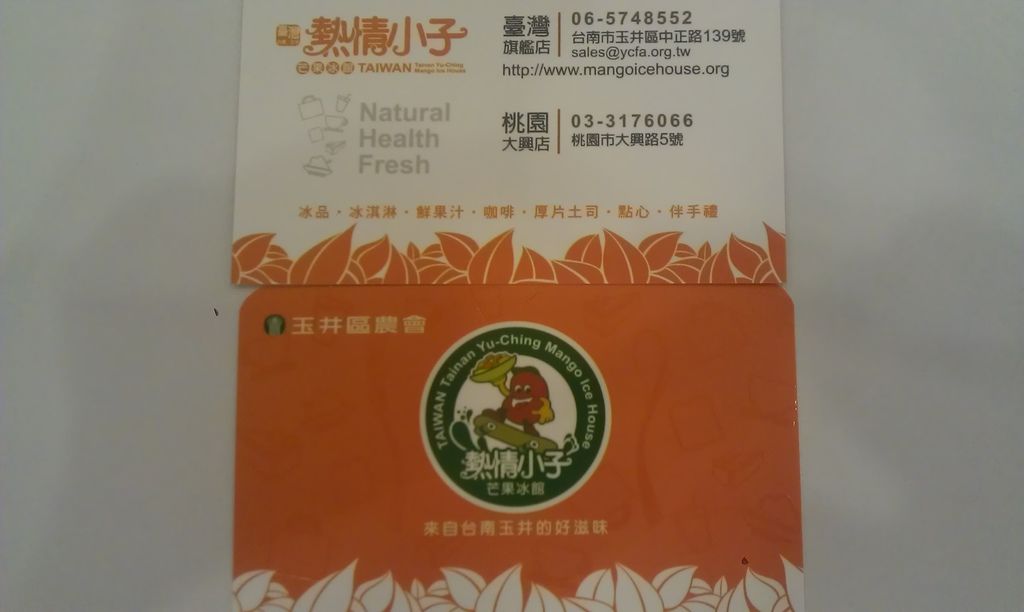 臺灣 熱情小子
芒果冰館 TAIWAN Tainan Yu-Ching Mango Ice House
臺灣旗艦店
06-5748552
台南市玉井區中正路139號
sales@ycfa.org.tw
http://www.mangoicehouse.org
Natural
Health
Fresh
桃園大興店
03-3176066
桃園市大興路5號
冰品·冰淇淋·鮮果汁·咖啡·厚片土司·點心·伴手禮
玉井區農會
TAIWAN Tainan Yu-Ching Mango Ice House
熱情小子
芒果冰館
來自台南玉井的好滋味